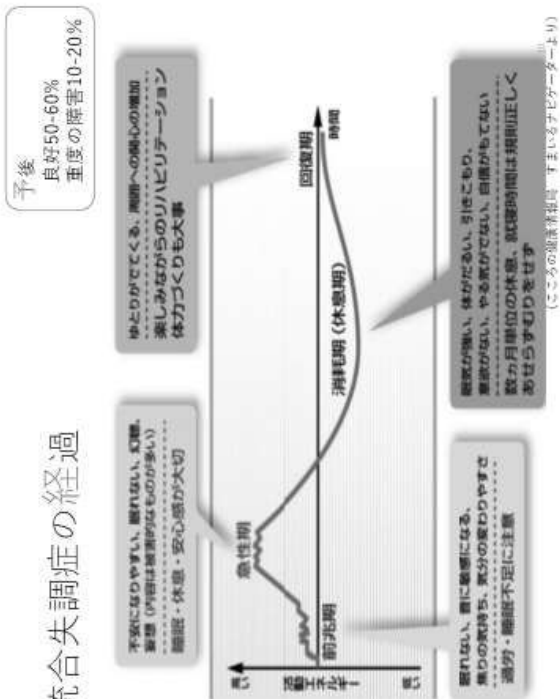 統合失調症の経過
予後
良好50-60%
重度の障害10-20%
不安になりやすい、眠れない、幻聴、
妄想（内容は被害的なものが多い）
睡眠・休息・安心感が大切
ゆとりがでてくる、周囲への関心の増加
楽しみながらのリハビリテーション
体力づくりも大事
高い
活動エネルギー
低い
前兆期
急性期
消耗期（休息期）
回復期
時間
眠れない、音に敏感になる、
焦りの気持ち、気分の変わりやすさ
過労・睡眠不足に注意
眠気が強い、体がだるい、引きこもり、
意欲がない、やる気がでない、自信がもてない
数ヵ月単位の休息、就寝時間は規則正しく
あせらずむりをせず
（こころの健康情報局　すまいるナビゲーターより）